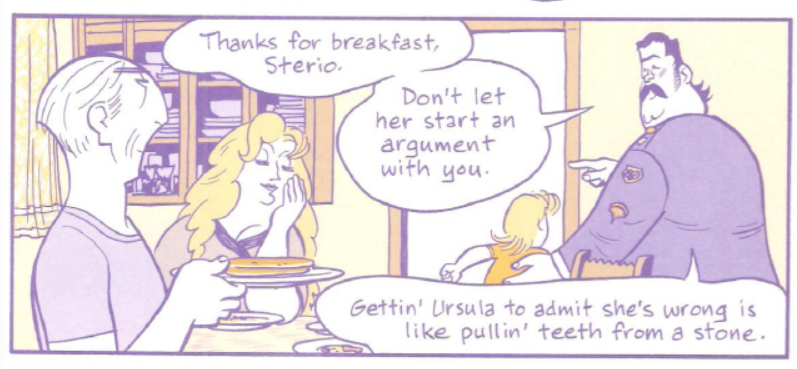 Thanks for breakfast,
Sterio.
Don't let
her start an
argument
with you.
Gettin' Ursula to admit she's wrong is
like pullin' teeth from a stone.